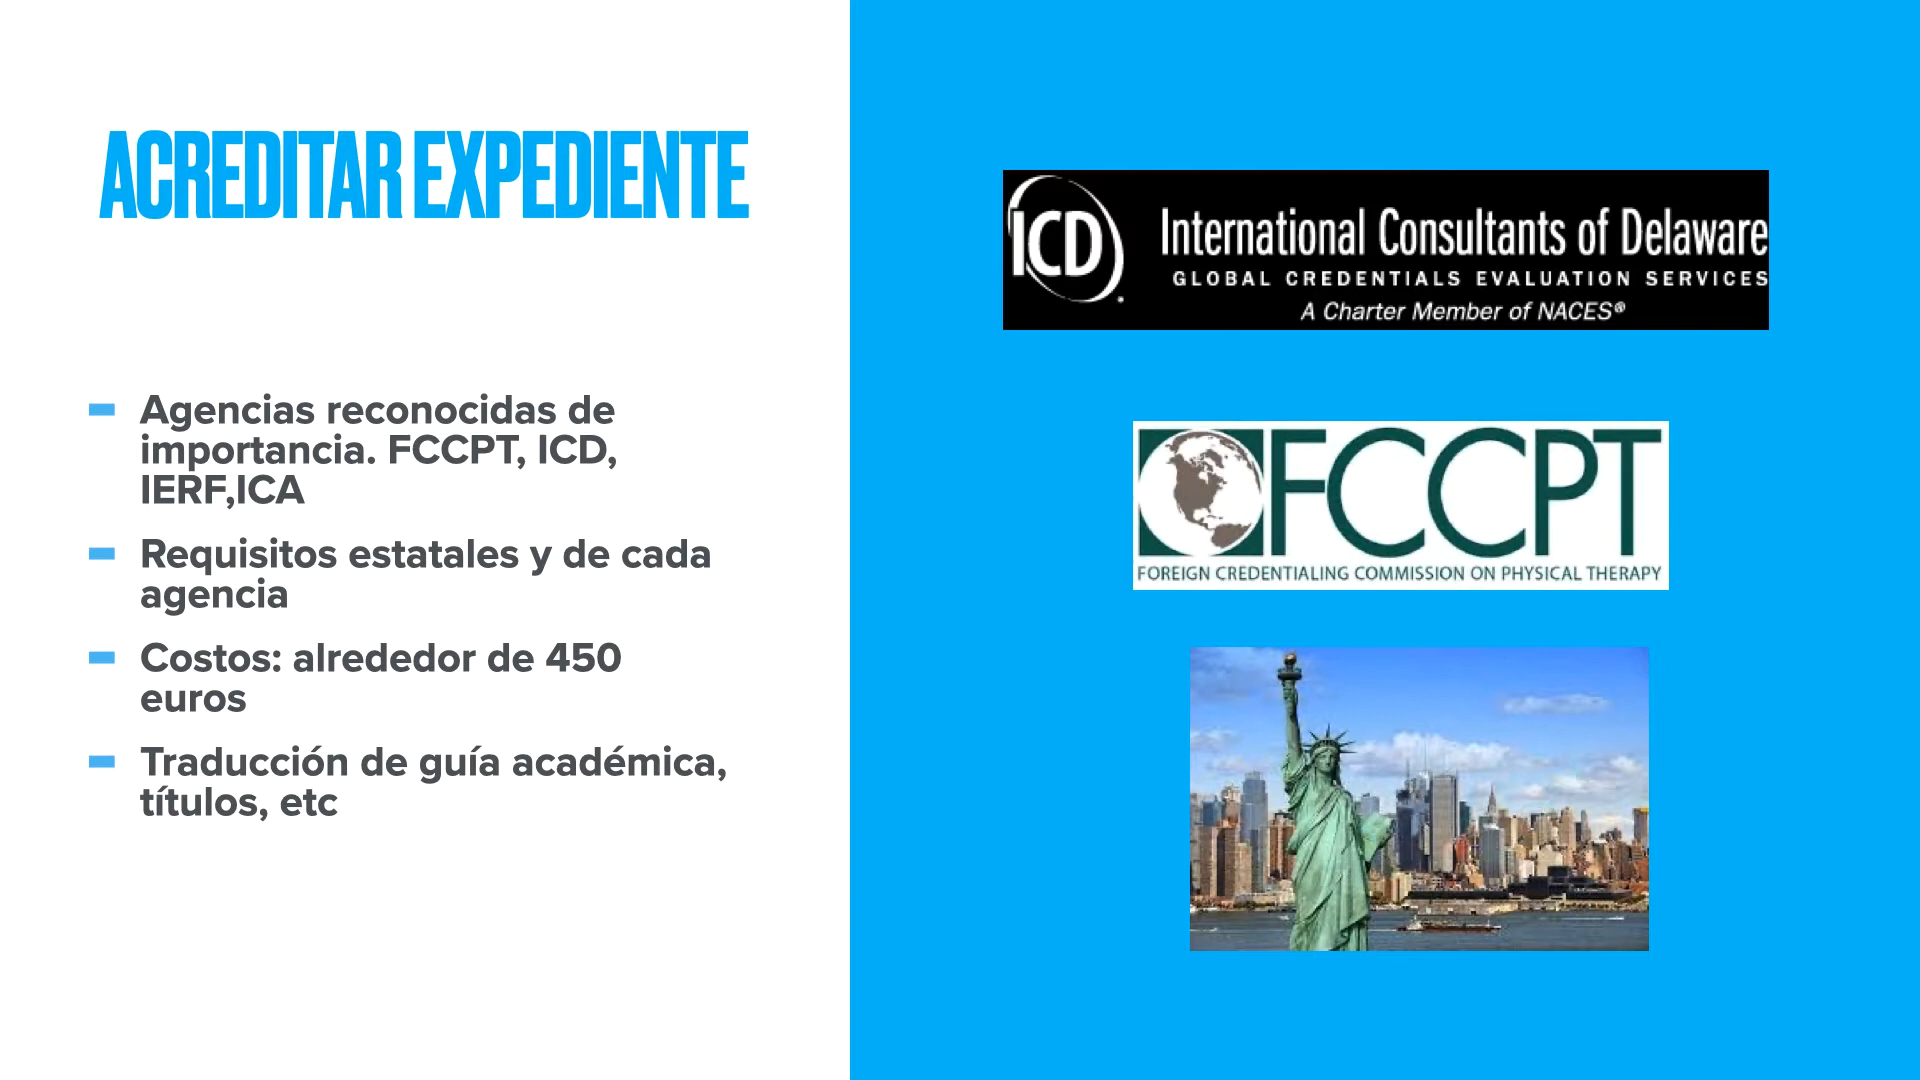 ACREDITAR EXPEDIENTE
Agencias reconocidas de
importancia. FCCPT, ICD,
IERF,ICA
Requisitos estatales y de cada
agencia
Costos: alrededor de 450
euros
Traducción de guía académica,
títulos, etc
ICD
International Consultants of Delaware
GLOBAL CREDENTIALS EVALUATION SERVICES
A Charter Member of NACES®
FCCPT
FOREIGN CREDENTIALING COMMISSION ON PHYSICAL THERAPY